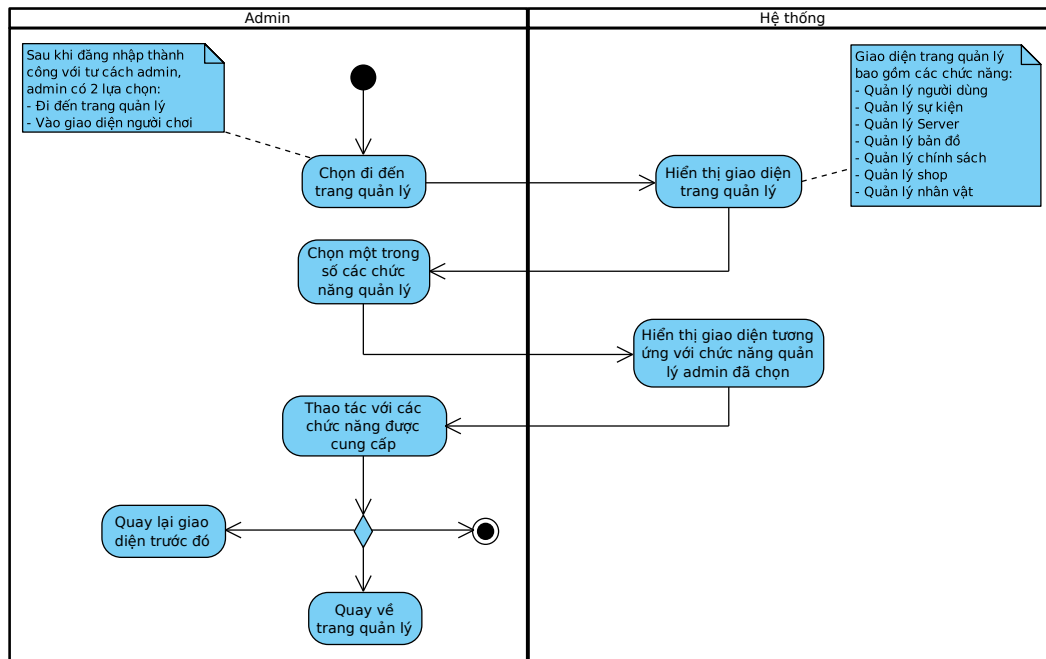 Admin
Hệ thống
Sau khi đăng nhập thành
công với tư cách admin,
admin có 2 lựa chọn:
- Đi đến trang quản lý
- Vào giao diện người chơi
Giao diện trang quản lý
bao gồm các chức năng:
- Quản lý người dùng
- Quản lý sự kiện
- Quản lý Server
- Quản lý bản đồ
- Quản lý chính sách
- Quản lý shop
- Quản lý nhân vật
Chọn đi đến
trang quản lý
Hiển thị giao diện
trang quản lý
Chọn một trong
số các chức
năng quản lý
Hiển thị giao diện tương
ứng với chức năng quản
lý admin đã chọn
Thao tác với các
chức năng được
cung cấp
Quay lại giao
diện trước đó
Quay về
trang quản lý